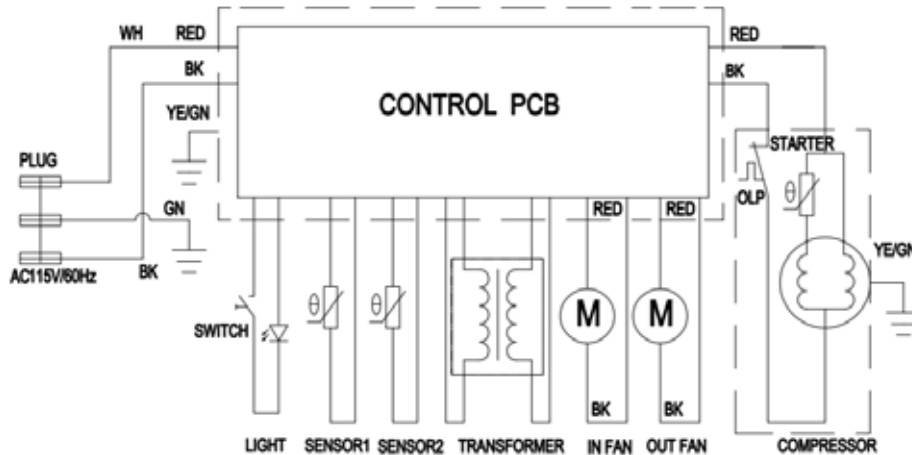 WH RED
RED
BK
BK
CONTROL PCB
YE/GN
PLUG
STARTER
θ
OLP
GN
RED RED
YE/GN
AC115V/60Hz
BK
θ θ
M M
SWITCH
BK BK
LIGHT SENSOR1 SENSOR2 TRANSFORMER IN FAN OUT FAN COMPRESSOR